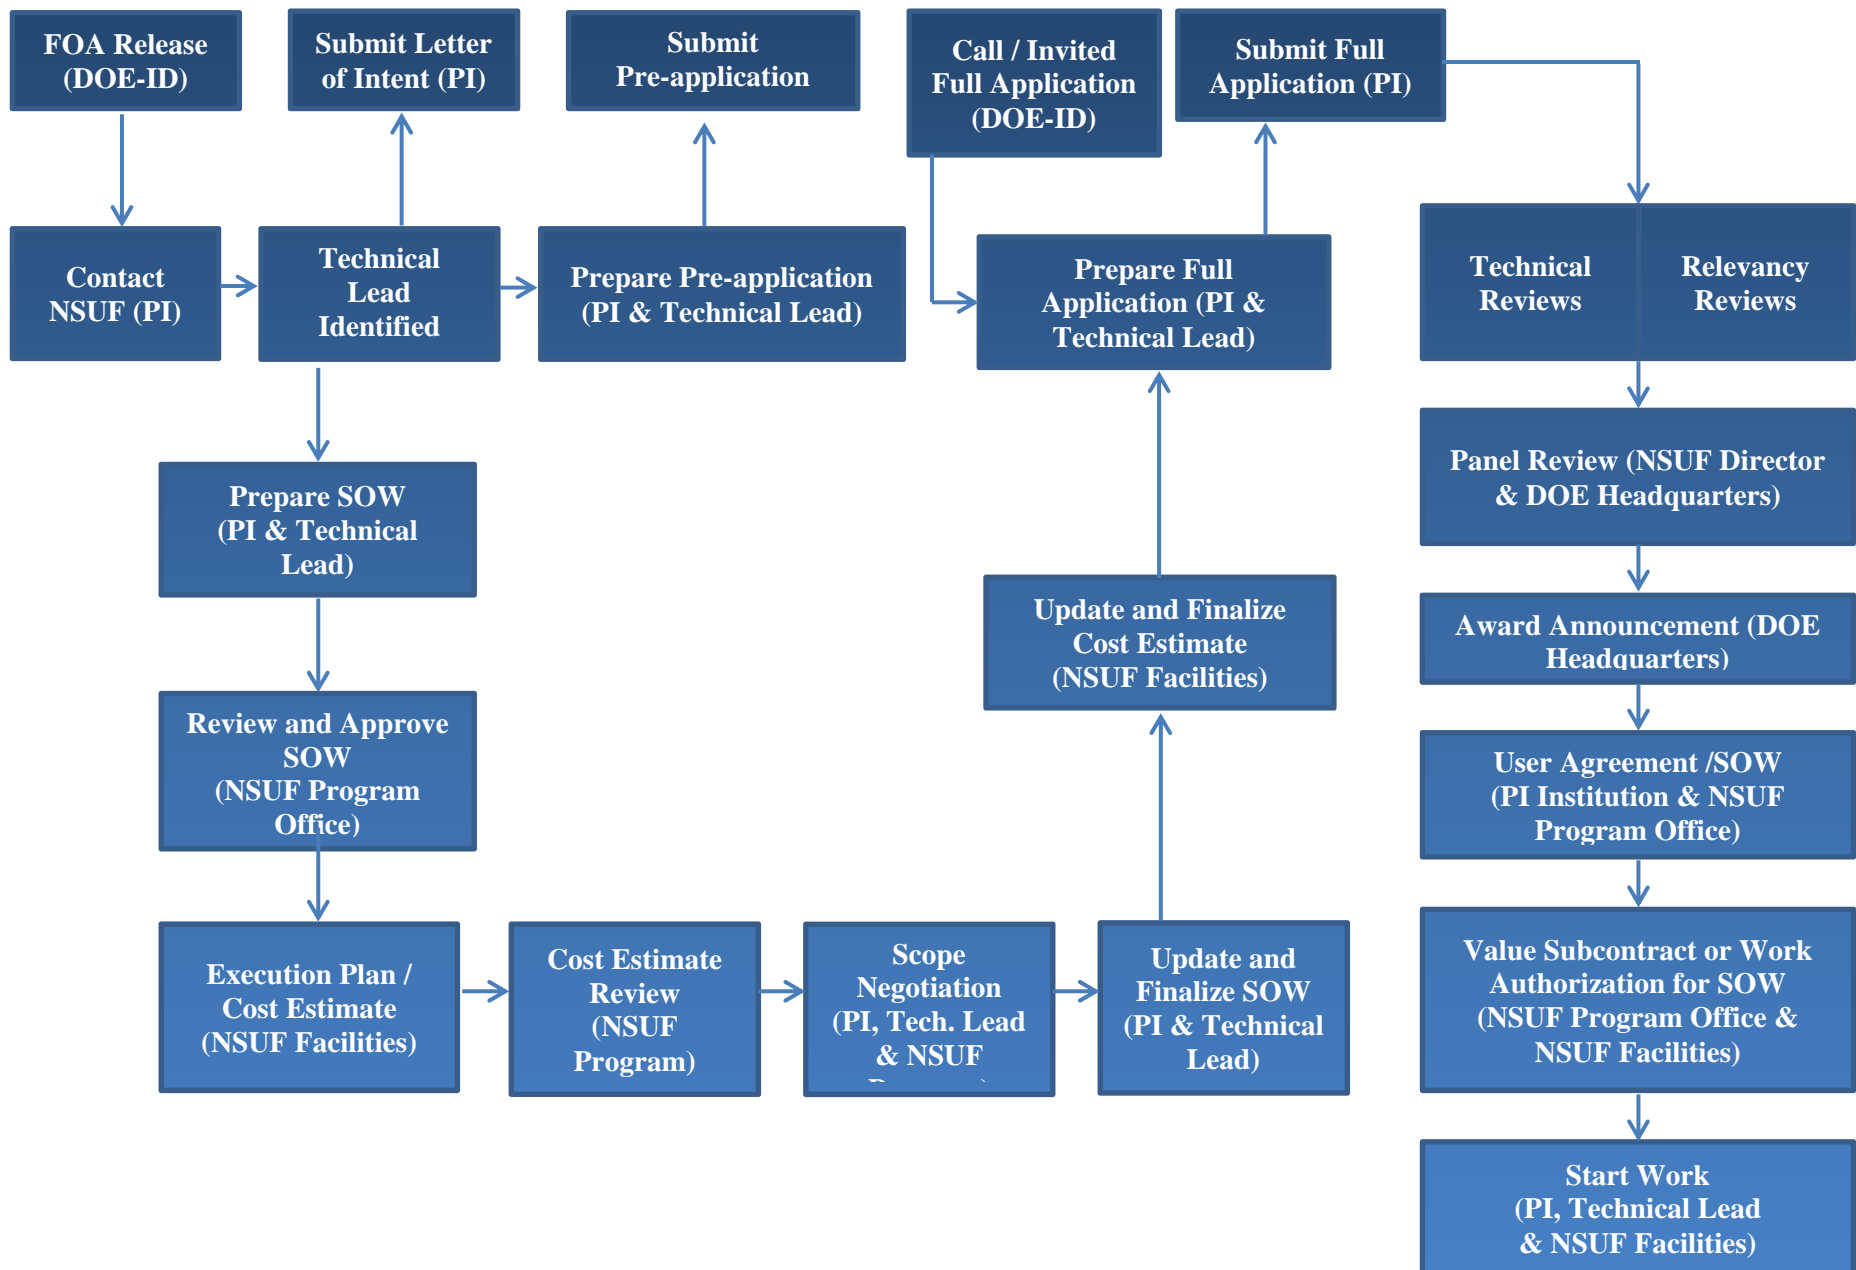 FOA Release
(DOE-ID)
Submit Letter
of Intent (PI)
Submit
Pre-application
Call / Invited
Full Application
(DOE-ID)
Submit Full
Application (PI)
Contact
NSUF (PI)
Technical
Lead
Identified
Prepare Pre-application
(PI & Technical Lead)
Prepare Full
Application (PI &
Technical Lead)
Technical
Reviews
Relevancy
Reviews
Panel Review (NSUF Director
& DOE Headquarters)
Prepare SOW
(PI & Technical
Lead)
Update and Finalize
Cost Estimate
(NSUF Facilities)
Award Announcement (DOE
Headquarters)
Review and Approve
SOW
(NSUF Program
Office)
User Agreement /SOW
(PI Institution & NSUF
Program Office)
Execution Plan /
Cost Estimate
(NSUF Facilities)
Cost Estimate
Review
(NSUF
Program)
Scope
Negotiation
(PI, Tech. Lead
& NSUF
Update and
Finalize SOW
(PI & Technical
Lead)
Value Subcontract or Work
Authorization for SOW
(NSUF Program Office &
NSUF Facilities)
Start Work
(PI, Technical Lead
& NSUF Facilities)